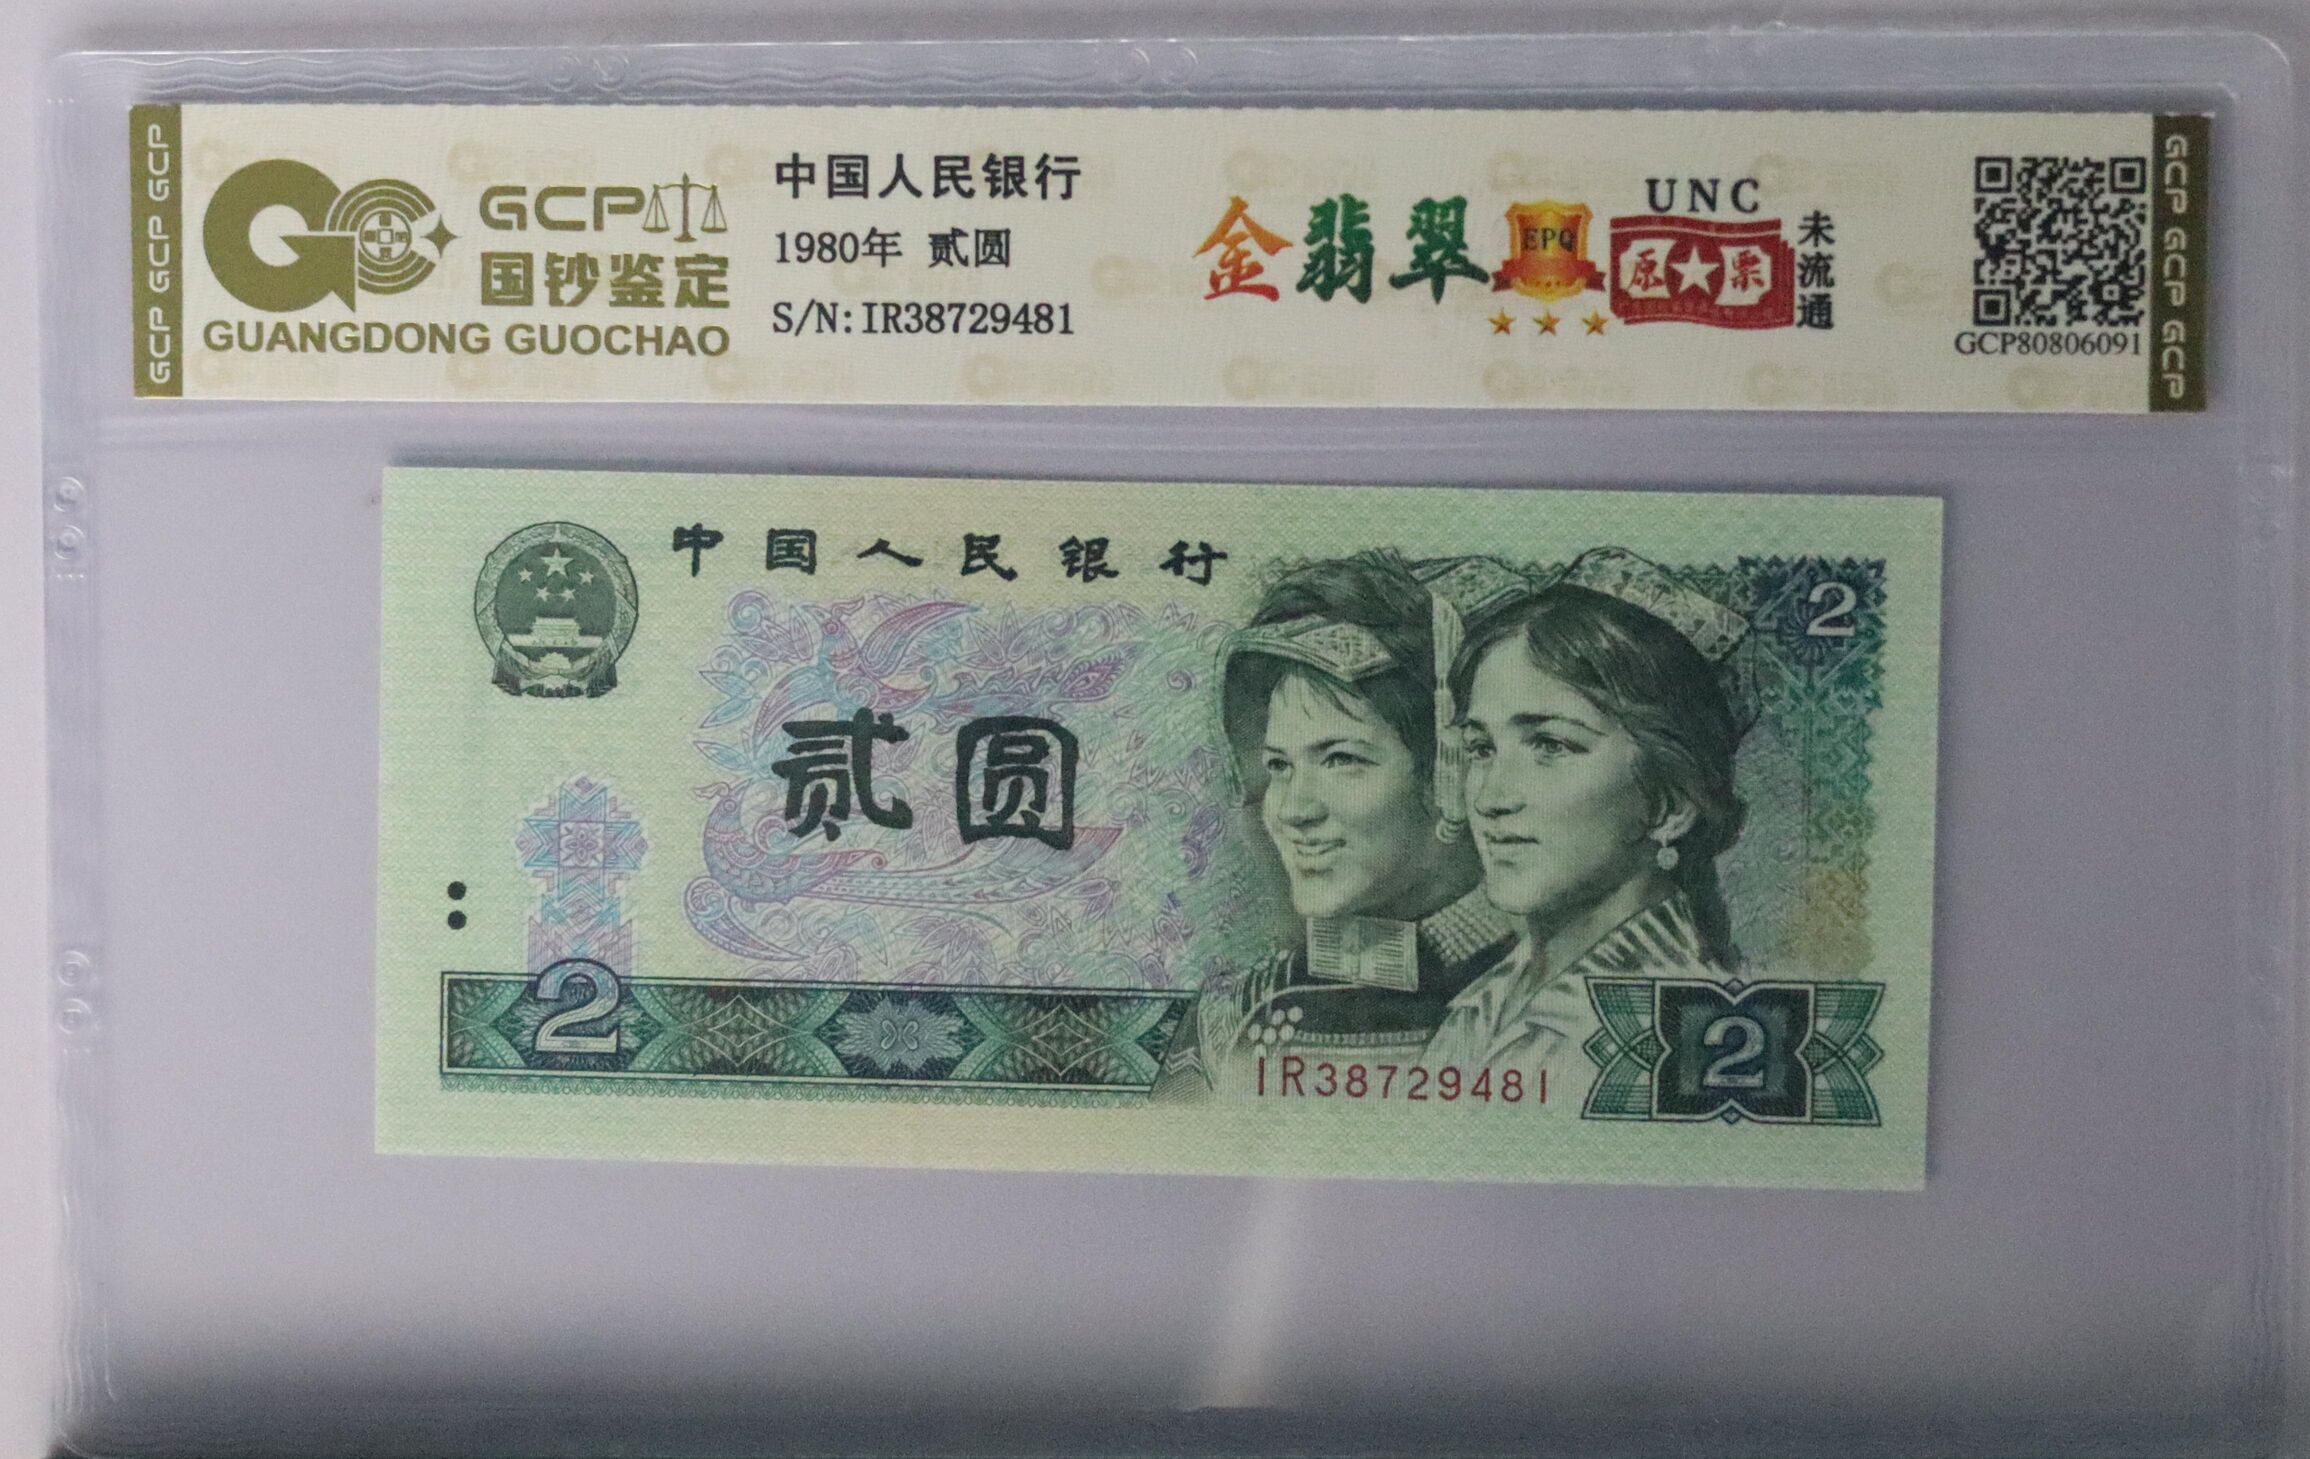 GCP GCP GCP
GCP
国钞鉴定
GUANGDONG GUOCHAO
中国人民银行
1980年 贰圆
S/N: IR38729481
金翡翠
EPQ
UNC
原票
未流通
GCP80806091
GCP GCP GCP
中国人民银行
贰圆
2
2
IR38729481
2